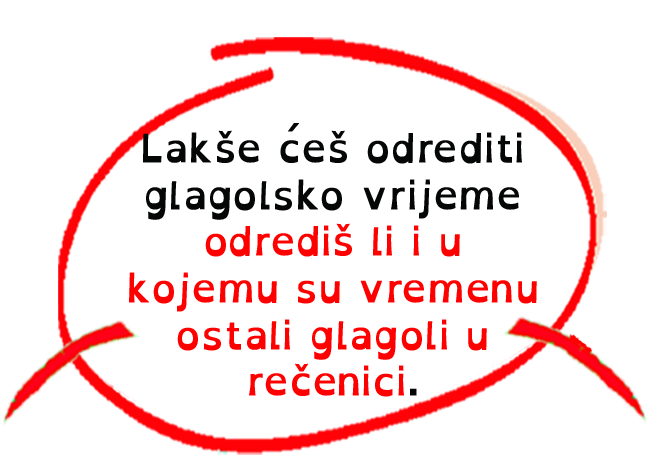 Lakše ćeš odrediti
glagolsko vrijeme
odrediš li i u
kojemu su vremenu
ostali glagoli u
rečenici.